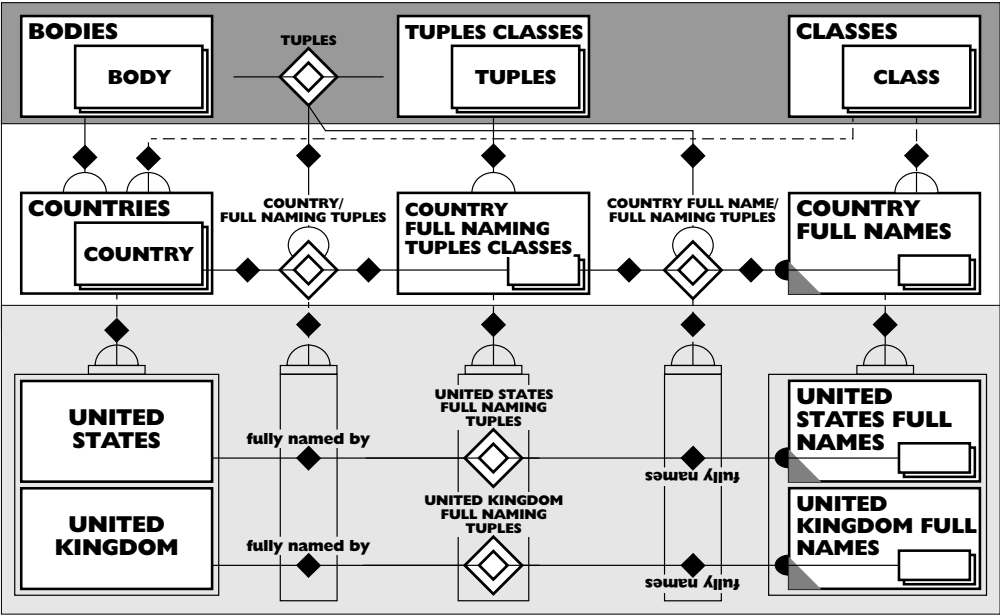 BODIES
BODY
TUPLES
TUPLES CLASSES
TUPLES
CLASSES
CLASS
COUNTRIES
COUNTRY
COUNTRY/
FULL NAMING TUPLES
COUNTRY
FULL NAMING
TUPLES CLASSES
COUNTRY FULL NAME/
FULL NAMING TUPLES
COUNTRY
FULL NAMES
UNITED
STATES
fully named by
UNITED STATES
FULL NAMING
TUPLES
fully names
UNITED
STATES FULL
NAMES
UNITED
KINGDOM
fully named by
UNITED KINGDOM
FULL NAMING
TUPLES
fully names
UNITED
KINGDOM FULL
NAMES